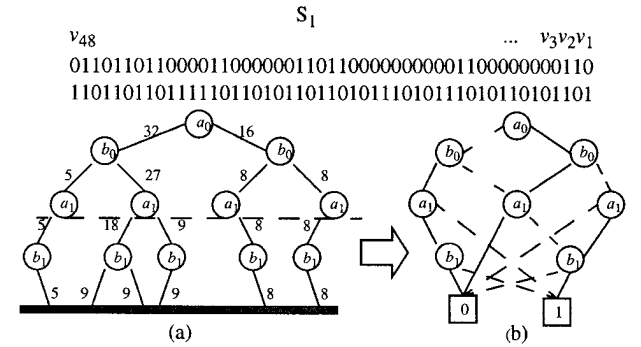 S1
v48 ... v3v2v1
011011011000011000000110110000000000110000000110
110110110111110110101101101011101011010110101101
32 a0 16
b0 b0
5 27 8 8
a1 a1 a1 a1
5 18 9 8 8
b1 b1 b1 b1 b1
5 9 9 9 8 8
(a)
a0
b0 b0
a1 a1 a1
b1 b1
0 1
(b)